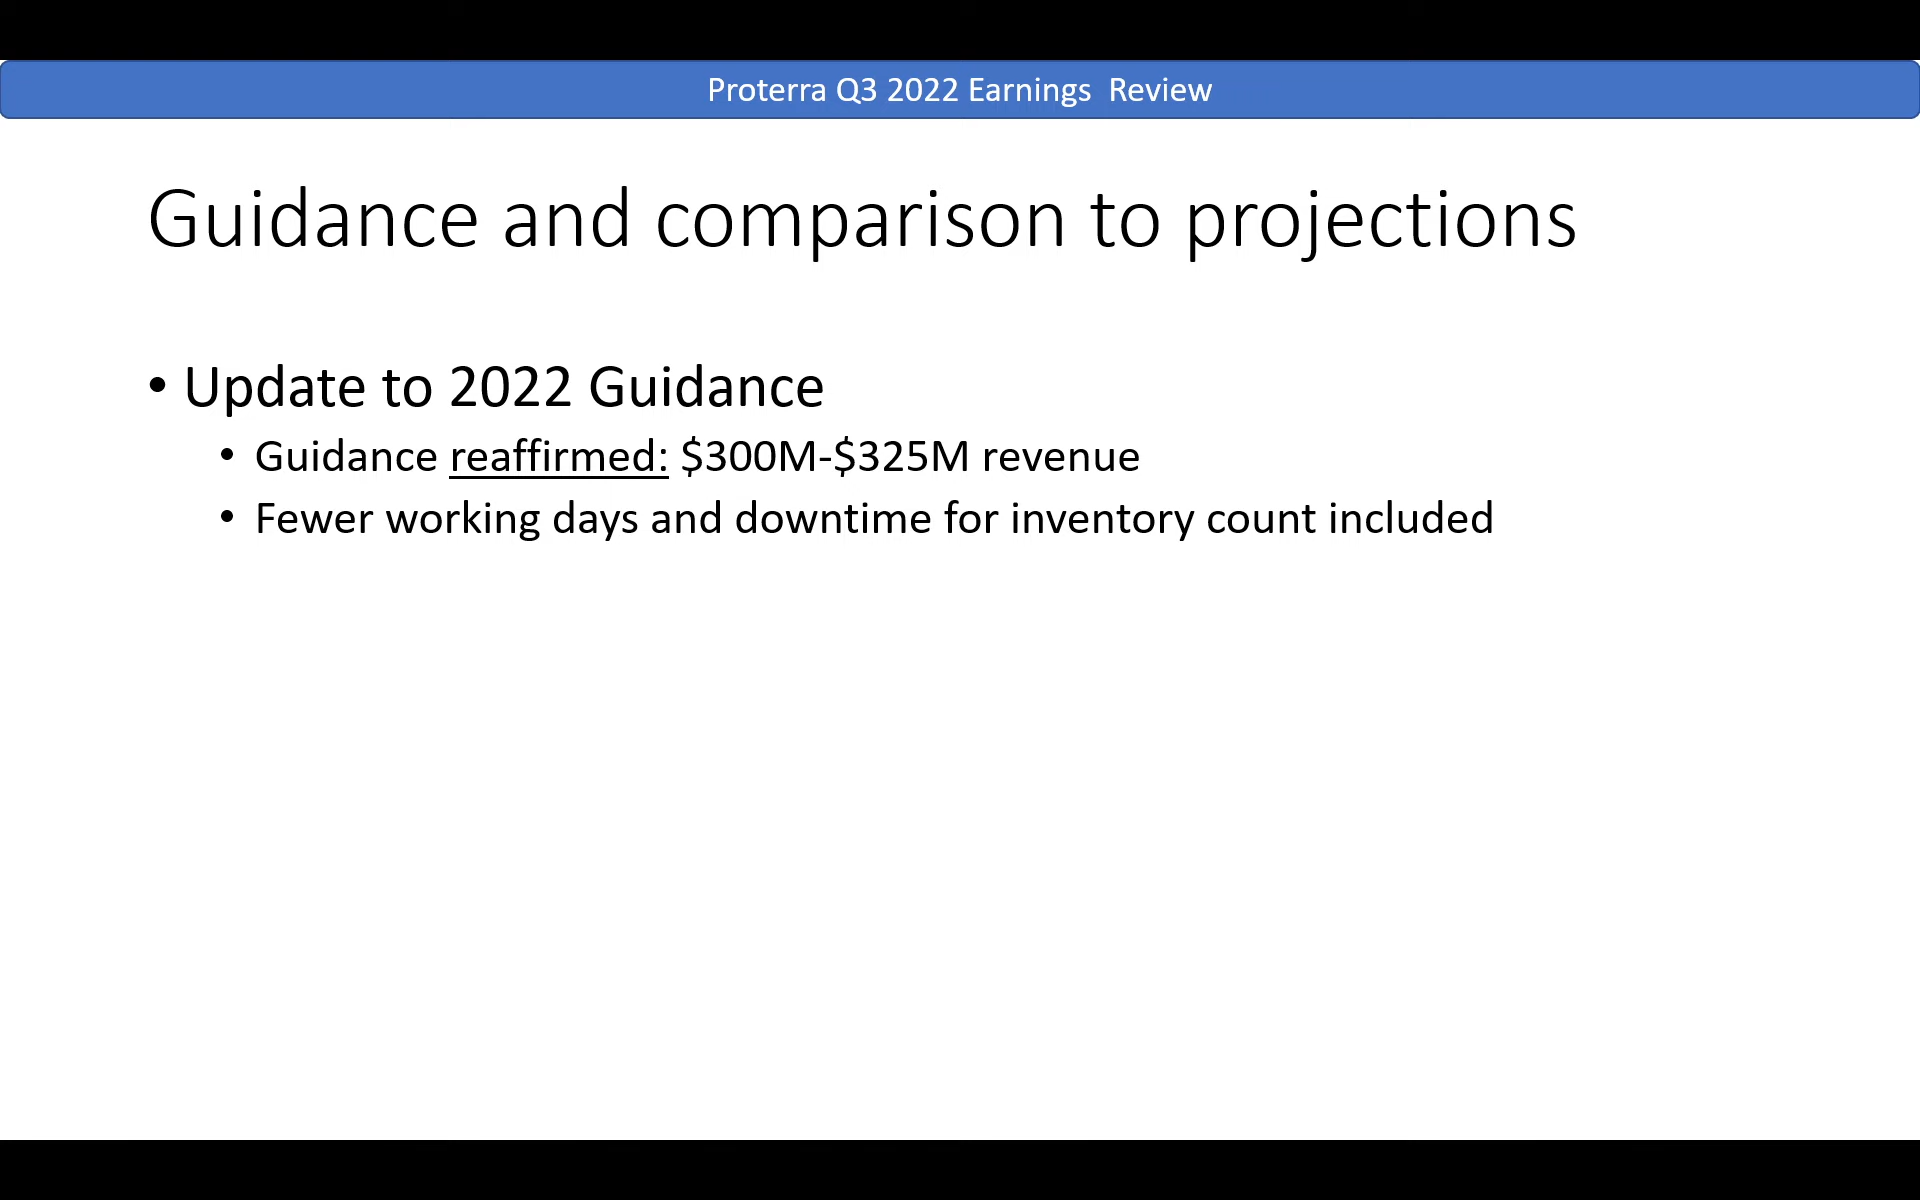 Proterra Q3 2022 Earnings  Review
Guidance and comparison to projections
• Update to 2022 Guidance
• Guidance reaffirmed: $300M-$325M revenue
• Fewer working days and downtime for inventory count included